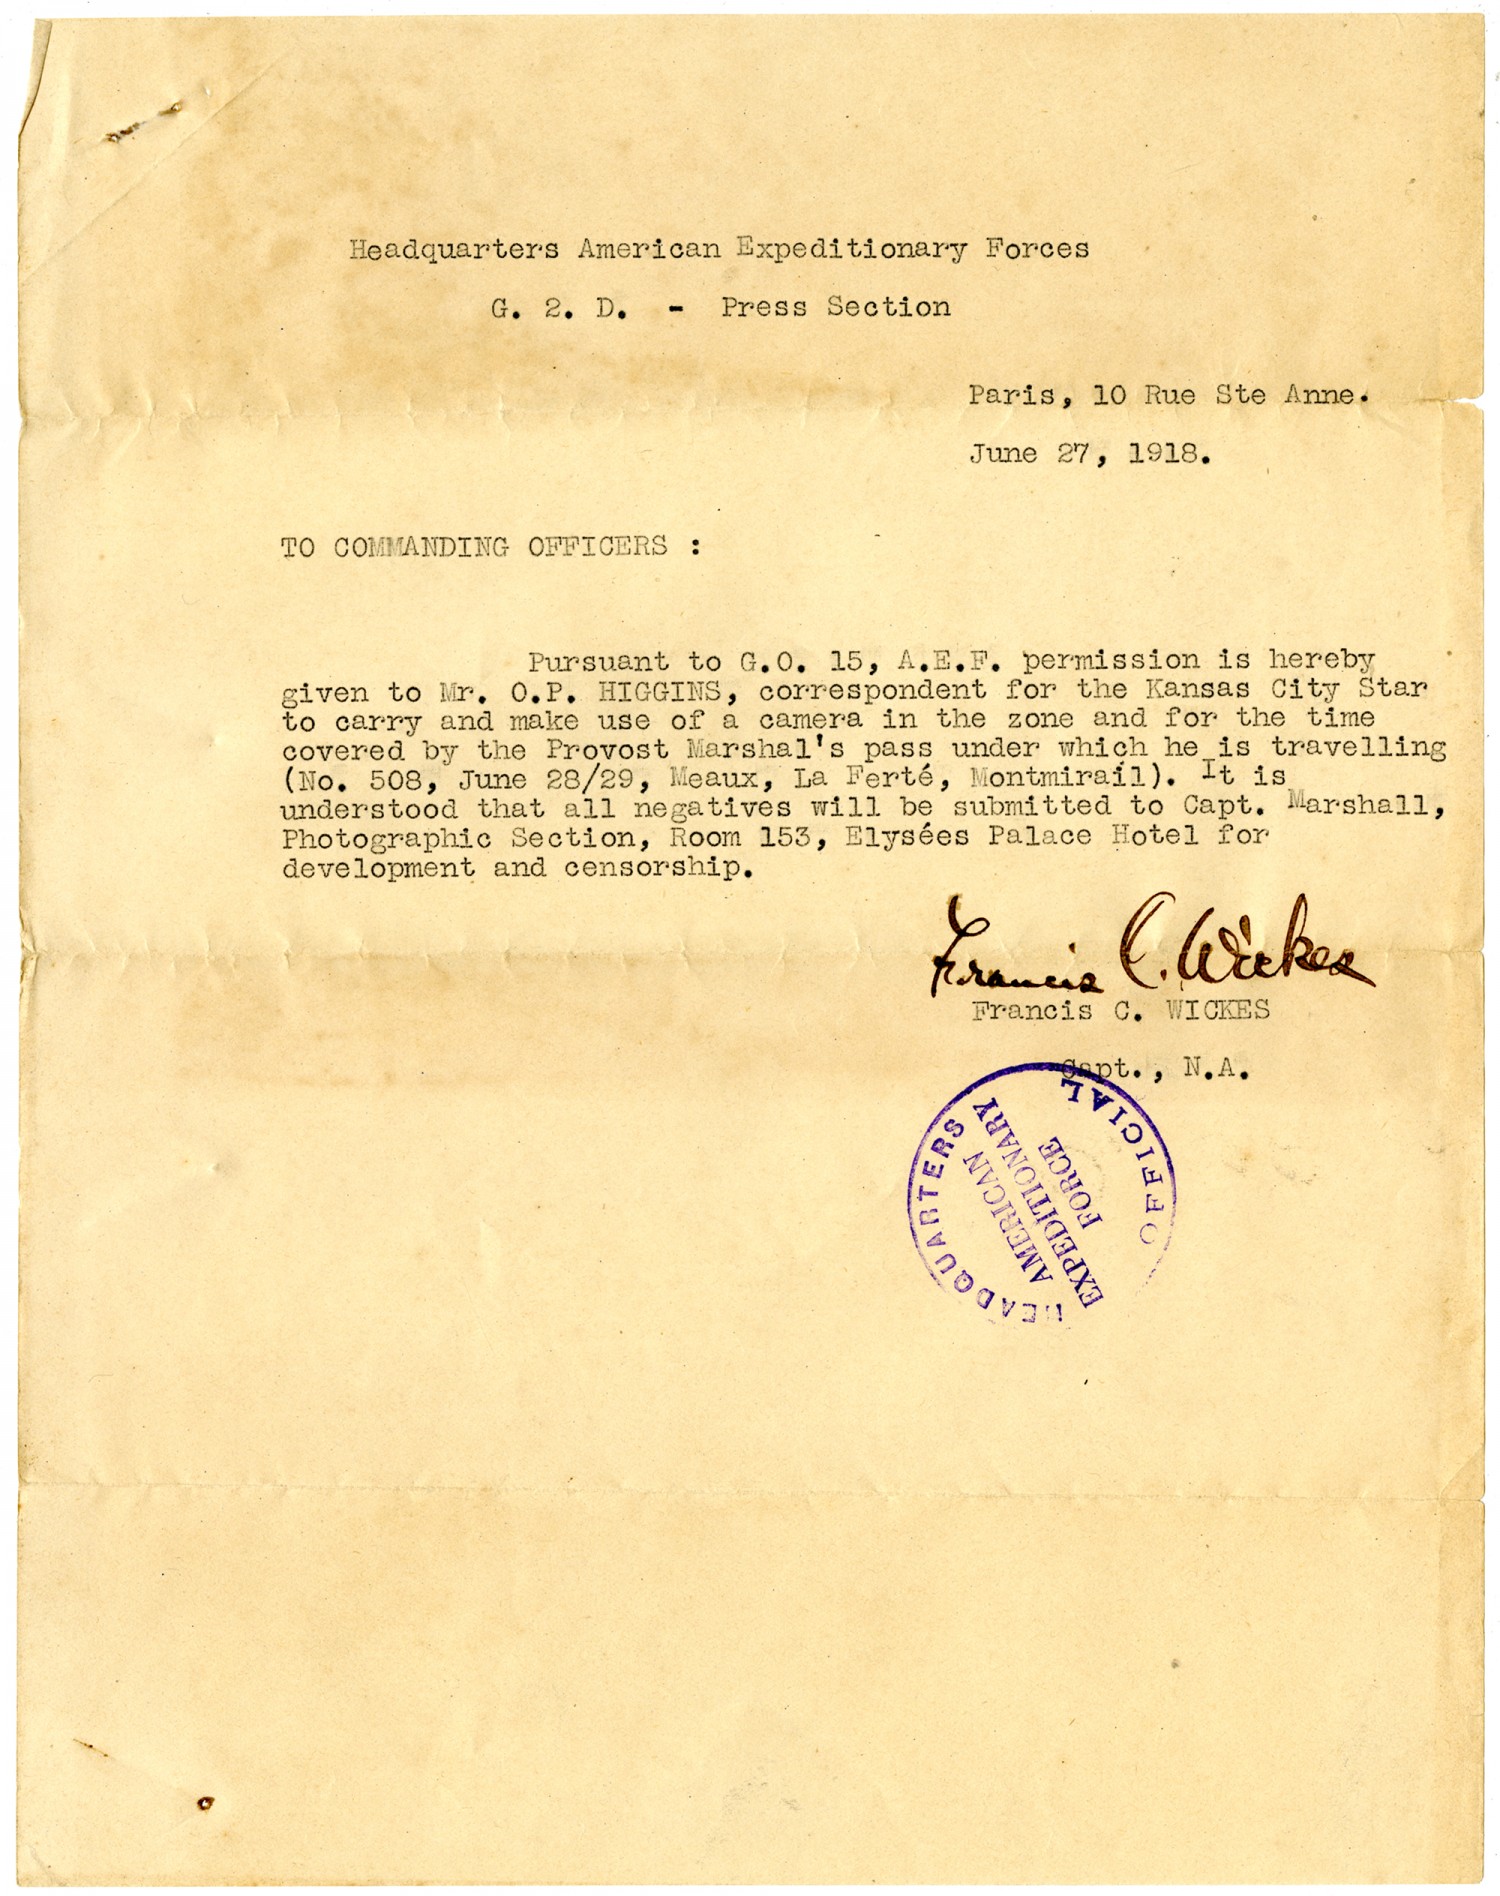 Headquarters American Expeditionary Forces
G. 2. D. - Press Section
Paris, 10 Rue Ste Anne.
June 27, 1918.
TO COMMANDING OFFICERS :
Pursuant to G.O. 15, A.E.F. permission is hereby
given to Mr. O.P. HIGGINS, correspondent for the Kansas City Star
to carry and make use of a camera in the zone and for the time
covered by the Provost Marshal's pass under which he is travelling
(No. 508, June 28/29, Meaux, La Ferté, Montmirail). It is
understood that all negatives will be submitted to Capt. Marshall,
Photographic Section, Room 153, Elysées Palace Hotel for
development and censorship.
Francis C. Wickes
Francis C. WICKES
Capt., N.A.
HEADQUARTERS
AMERICAN
EXPEDITIONARY
FORCE
OFFICIAL